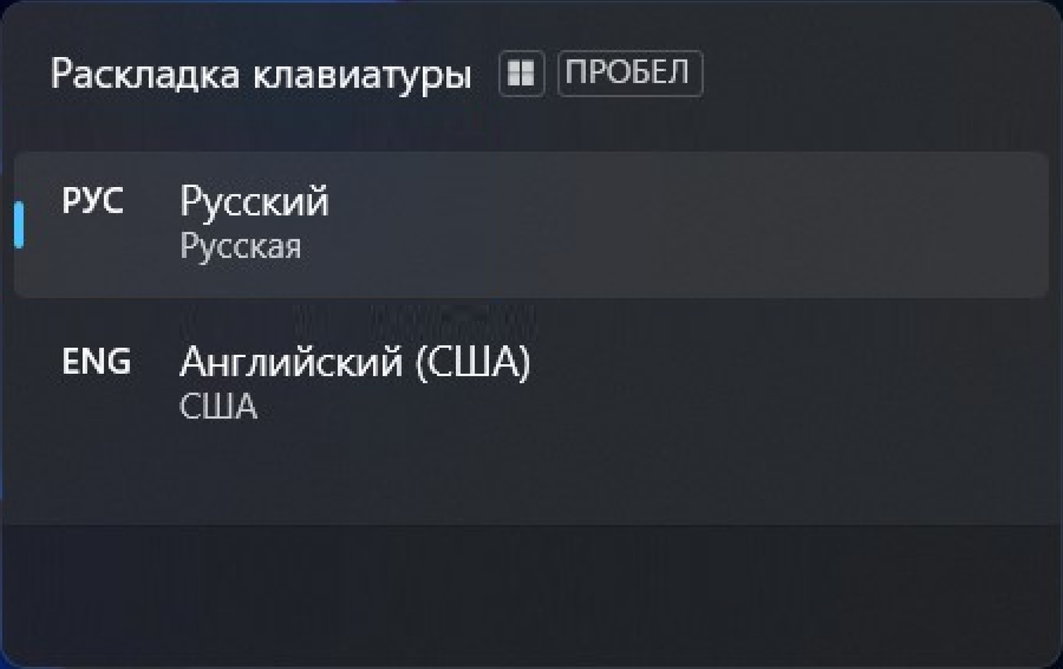 Раскладка клавиатуры ПРОБЕЛ
РУС Русский
Русская
ENG Английский (США)
США